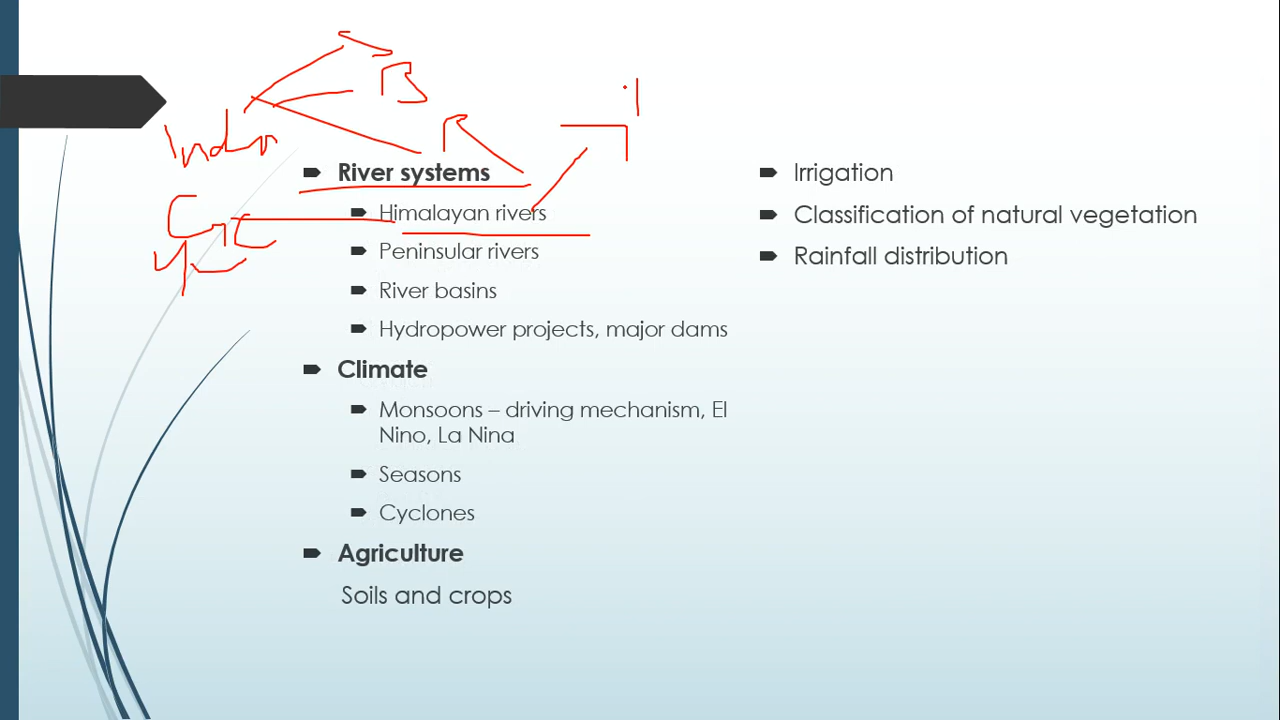 B
River systems
Himalayan rivers
Peninsular rivers
River basins
Hydropower projects, major dams
Climate
Monsoons – driving mechanism, El
Nino, La Nina
Seasons
Cyclones
Agriculture
Soils and crops
Irrigation
Classification of natural vegetation
Rainfall distribution